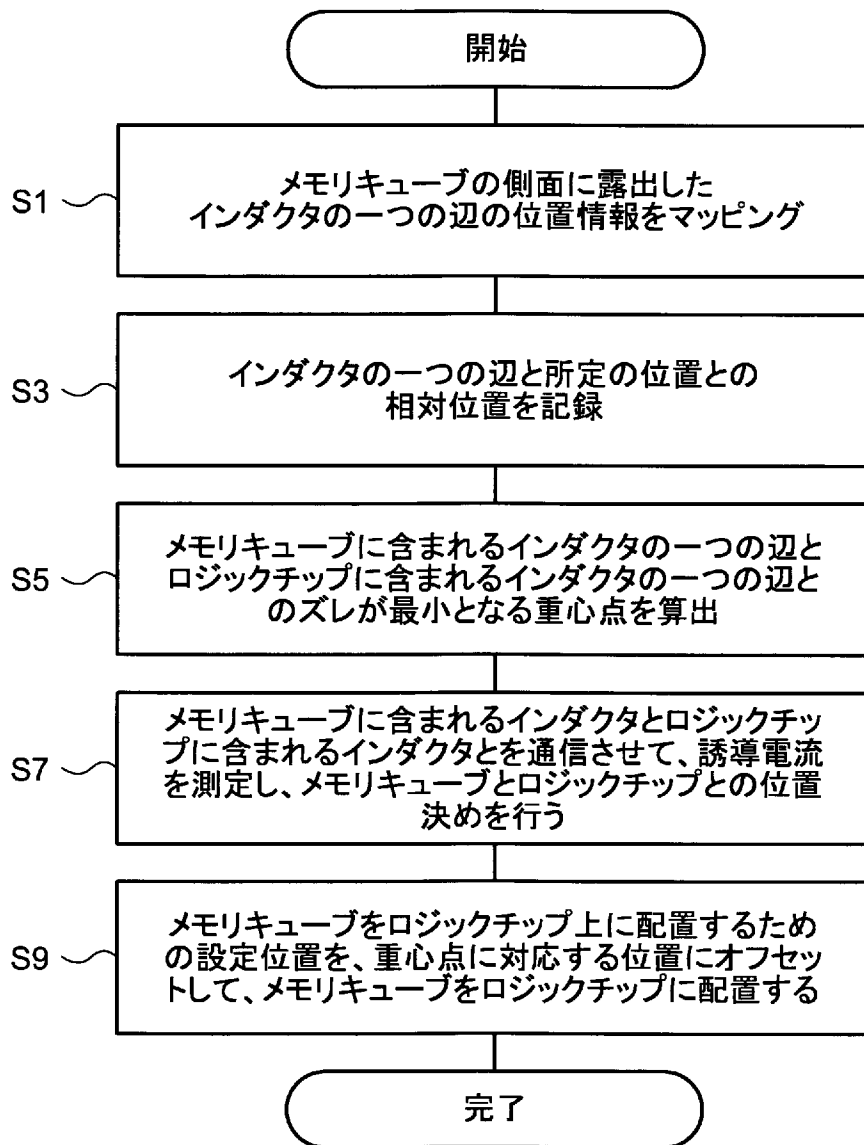 開始
S1
メモリキューブの側面に露出した
インダクタの一つの辺の位置情報をマッピング
S3
インダクタの一つの辺と所定の位置との
相対位置を記録
S5
メモリキューブに含まれるインダクタの一つの辺と
ロジックチップに含まれるインダクタの一つの辺と
のズレが最小となる重心点を算出
S7
メモリキューブに含まれるインダクタとロジックチッ
プに含まれるインダクタとを通信させて、誘導電流
を測定し、メモリキューブとロジックチップとの位置
決めを行う
S9
メモリキューブをロジックチップ上に配置するため
の設定位置を、重心点に対応する位置にオフセッ
トして、メモリキューブをロジックチップに配置する
完了